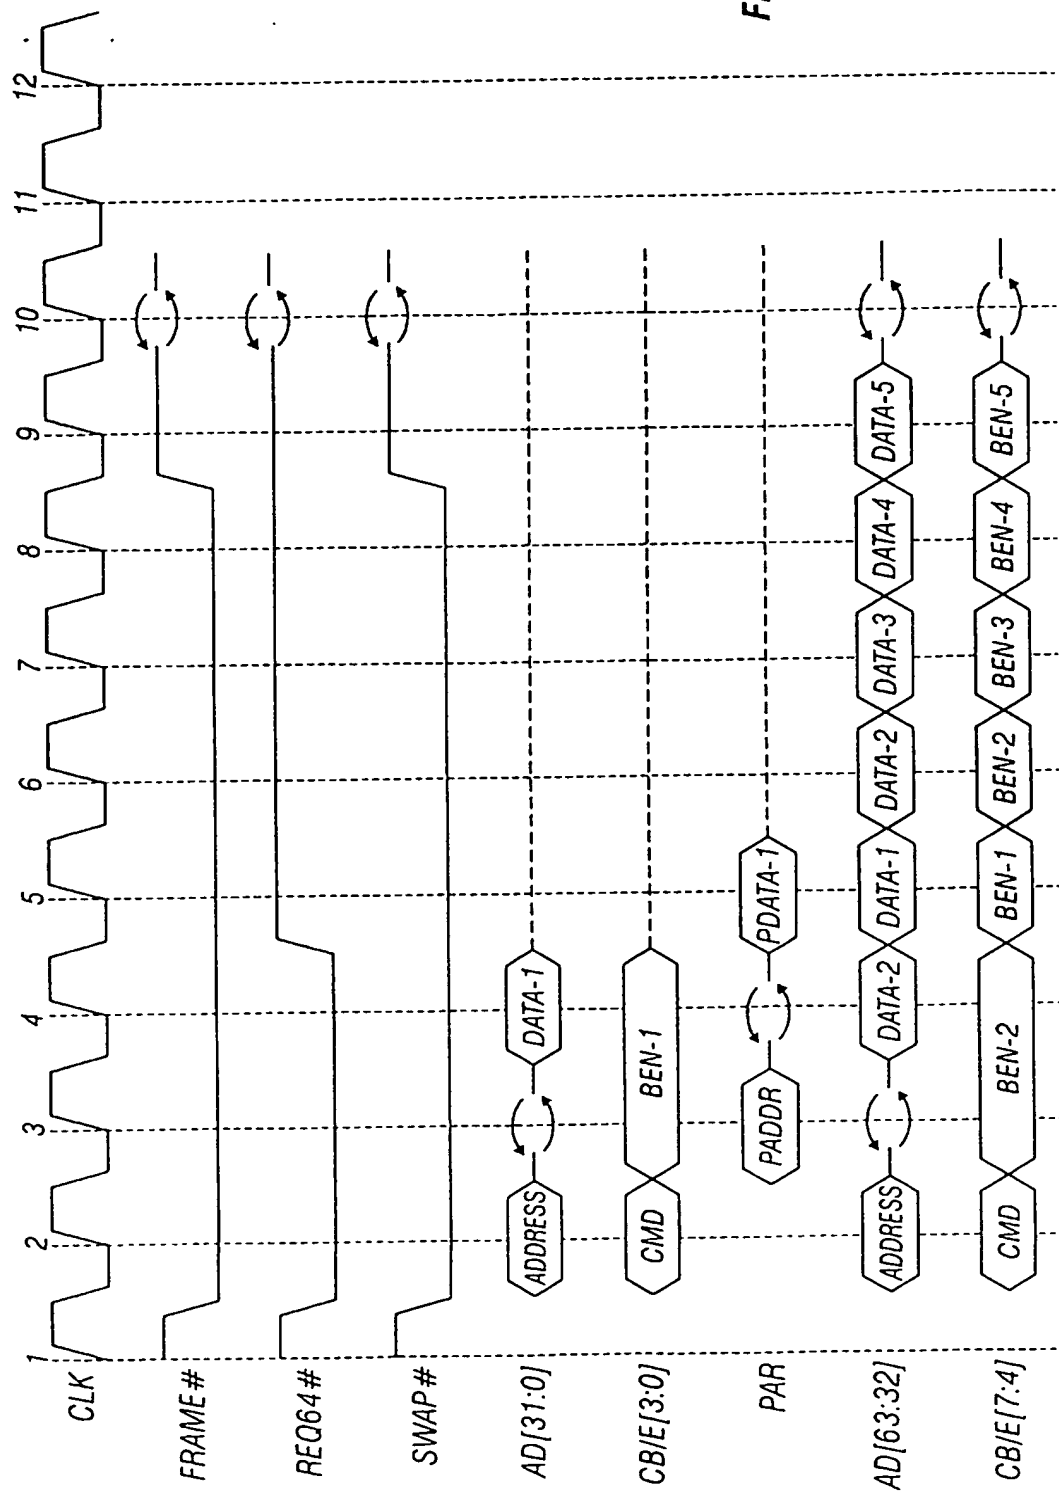 1 2 3 4 5 6 7 8 9 10 11 12
CLK
FRAME#
REQ64#
SWAP#
AD[31:0] ADDRESS DATA-1
CB/E[3:0] CMD BEN-1
PAR PADDR PDATA-1
AD[63:32] ADDRESS DATA-2 DATA-1 DATA-2 DATA-3 DATA-4 DATA-5
CB/E[7:4] CMD BEN-2 BEN-1 BEN-2 BEN-3 BEN-4 BEN-5